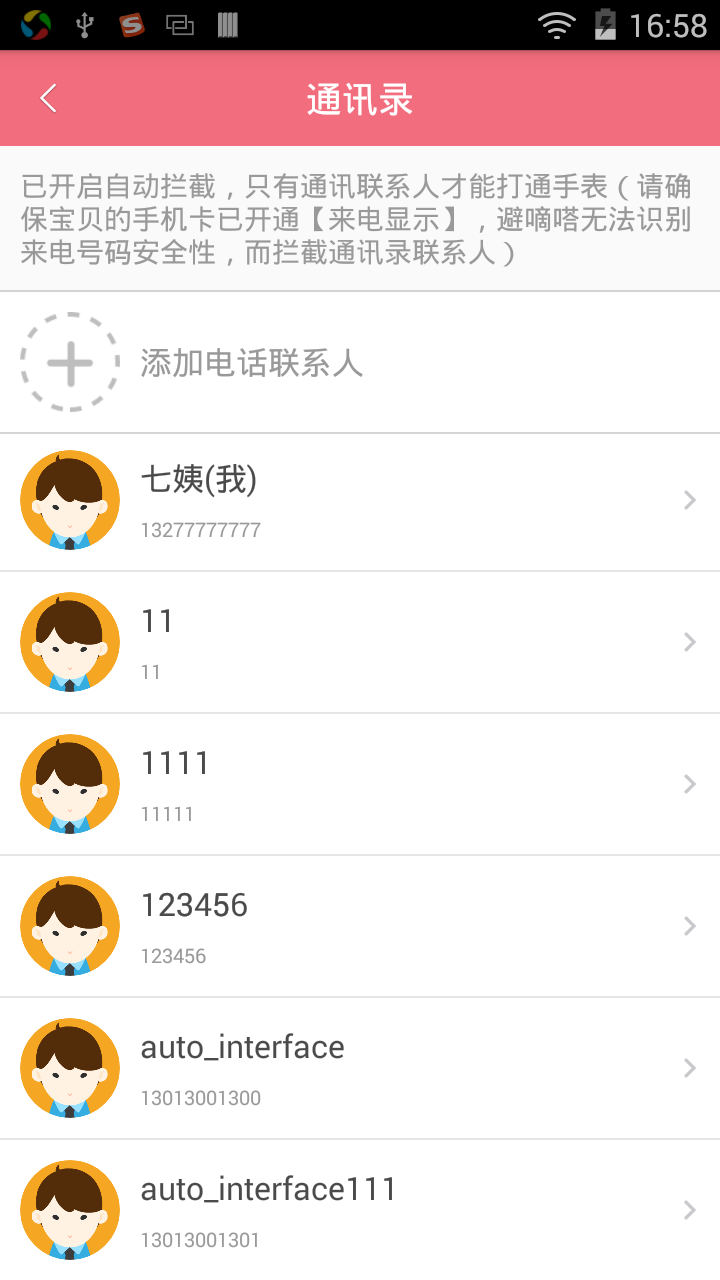 16:58
通讯录
已开启自动拦截，只有通讯联系人才能打通手表（请确
保宝贝的手机卡已开通【来电显示】，避嘀嗒无法识别
来电号码安全性，而拦截通讯录联系人）
添加电话联系人
七姨(我)
13277777777
11
11
1111
11111
123456
123456
auto_interface
13013001300
auto_interface111
13013001301